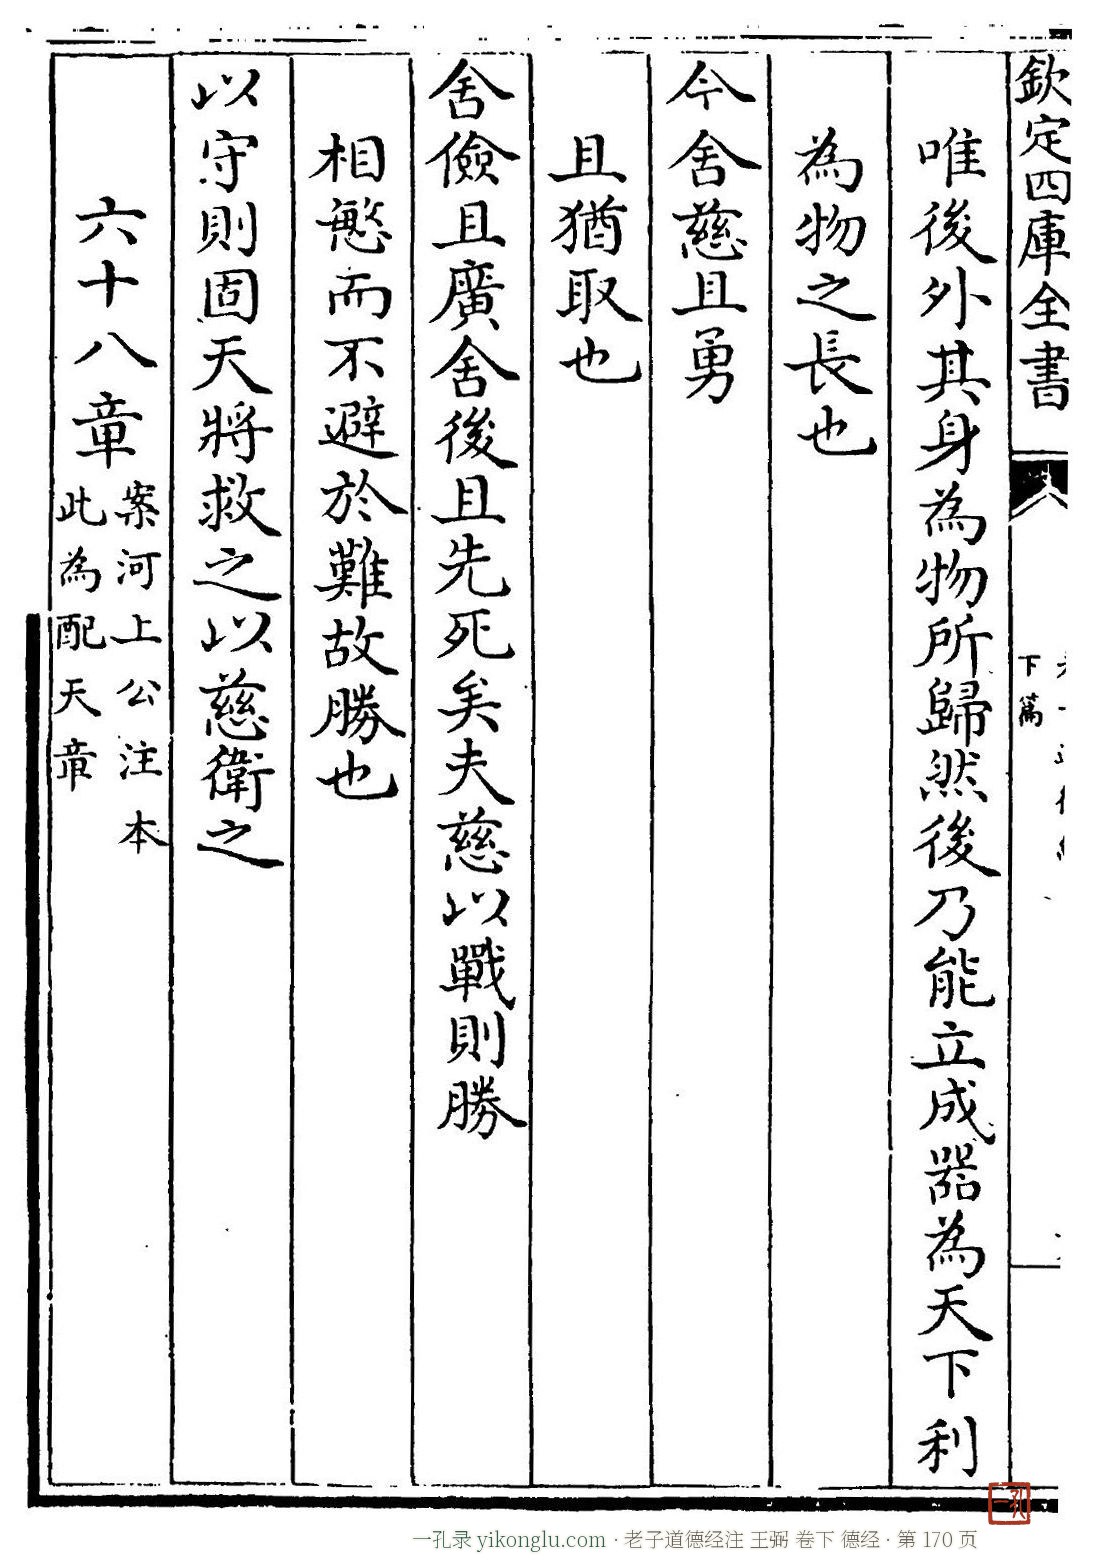 欽定四庫全書
下篇
唯後外其身為物所歸然後乃能立成器為天下利
為物之長也
今舍慈且勇
且猶取也
舍儉且廣舍後且先死矣夫慈以戰則勝
相慜而不避於難故勝也
以守則固天將救之以慈衛之
六十八章案河上公注本
此為配天章
一孔
一孔录 yikonglu.com · 老子道德经注 王弼 卷下 德经 · 第 170 页